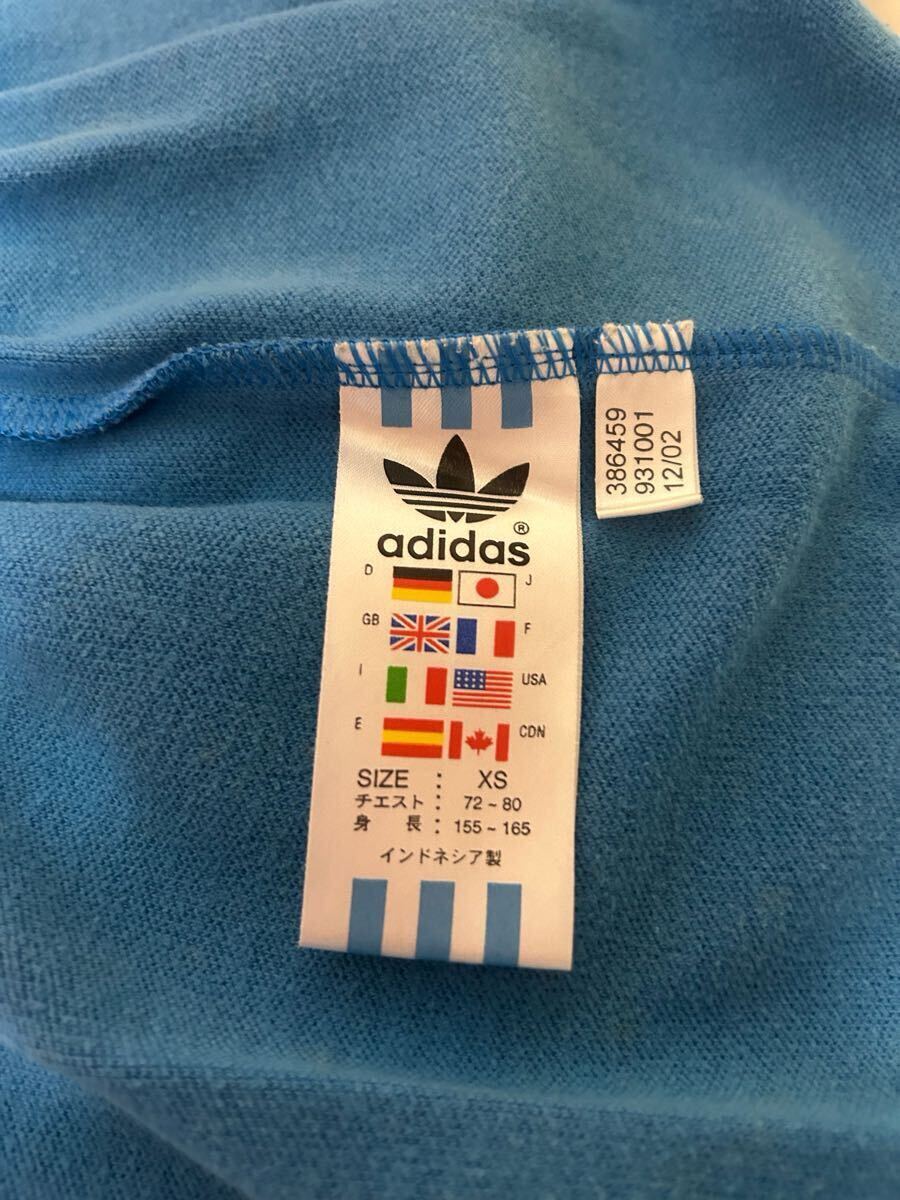 adidas®
D J
GB F
I USA
E CDN
SIZE : XS
チエスト : 72 ~ 80
身 長 : 155 ~ 165
インドネシア製
386459
931001
12/02